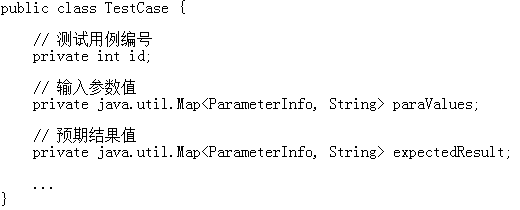 public class TestCase {
// 测试用例编号
private int id;
// 输入参数值
private java.util.Map<ParameterInfo, String> paraValues;
// 预期结果值
private java.util.Map<ParameterInfo, String> expectedResult;
...
}